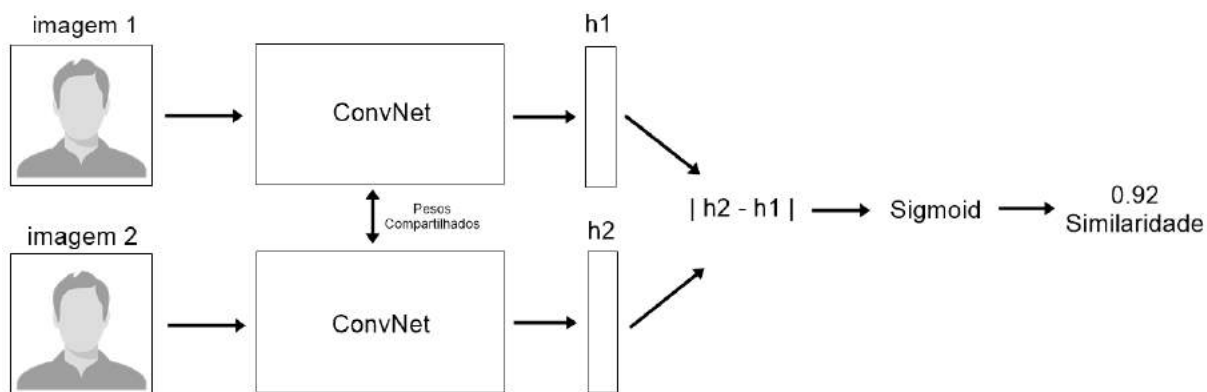 imagem 1
ConvNet
h1
Pesos
Compartilhados
| h2 - h1 |
Sigmoid
0.92
Similaridade
imagem 2
ConvNet
h2